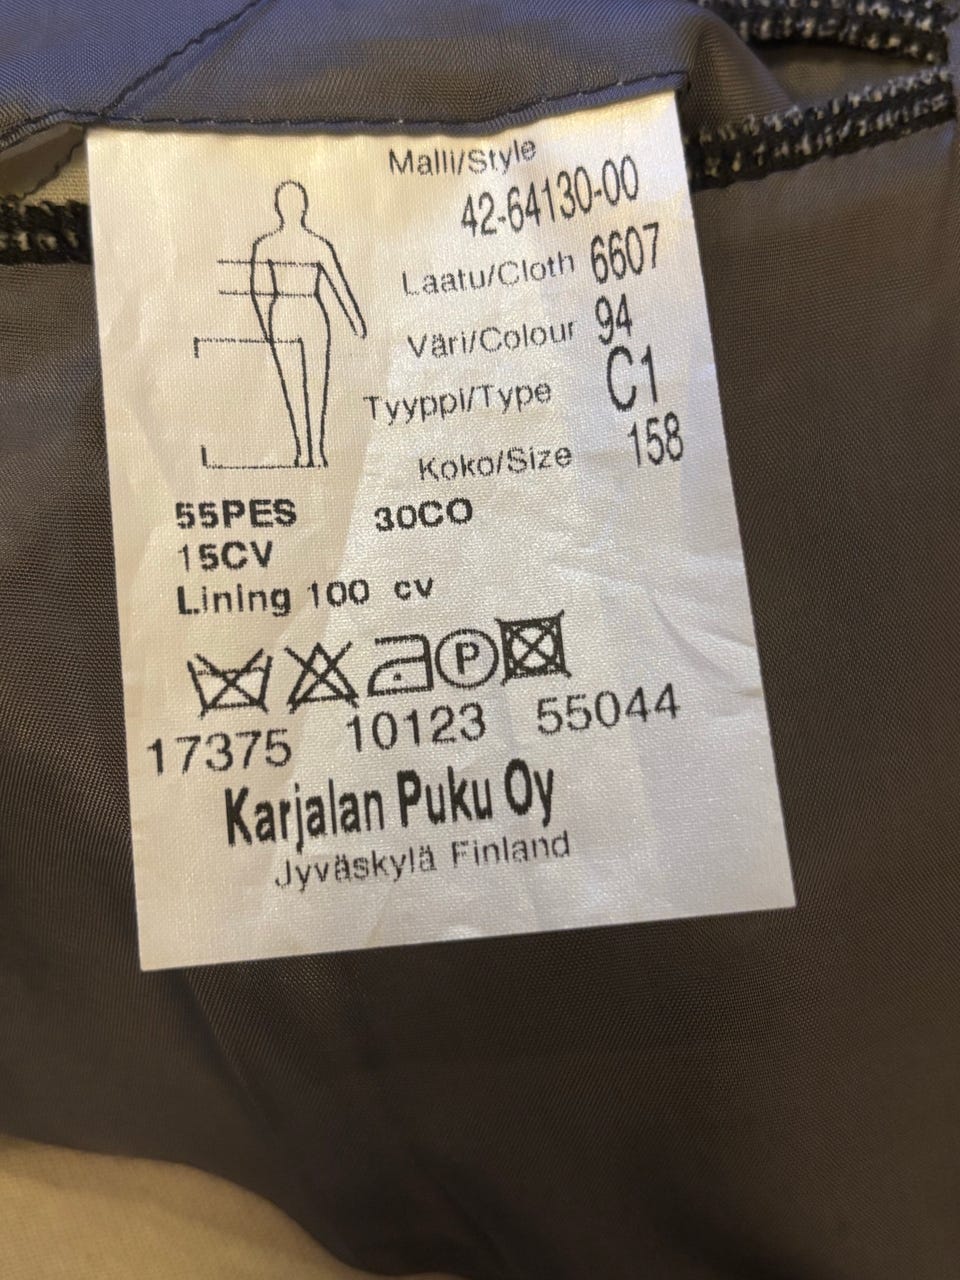 Malli/Style
42-64130-00
Laatu/Cloth 6607
Väri/Colour 94
Tyyppi/Type C1
Koko/Size 158
55PES 30CO
15CV
Lining 100 cv
P
17375 10123 55044
Karjalan Puku Oy
Jyväskylä Finland